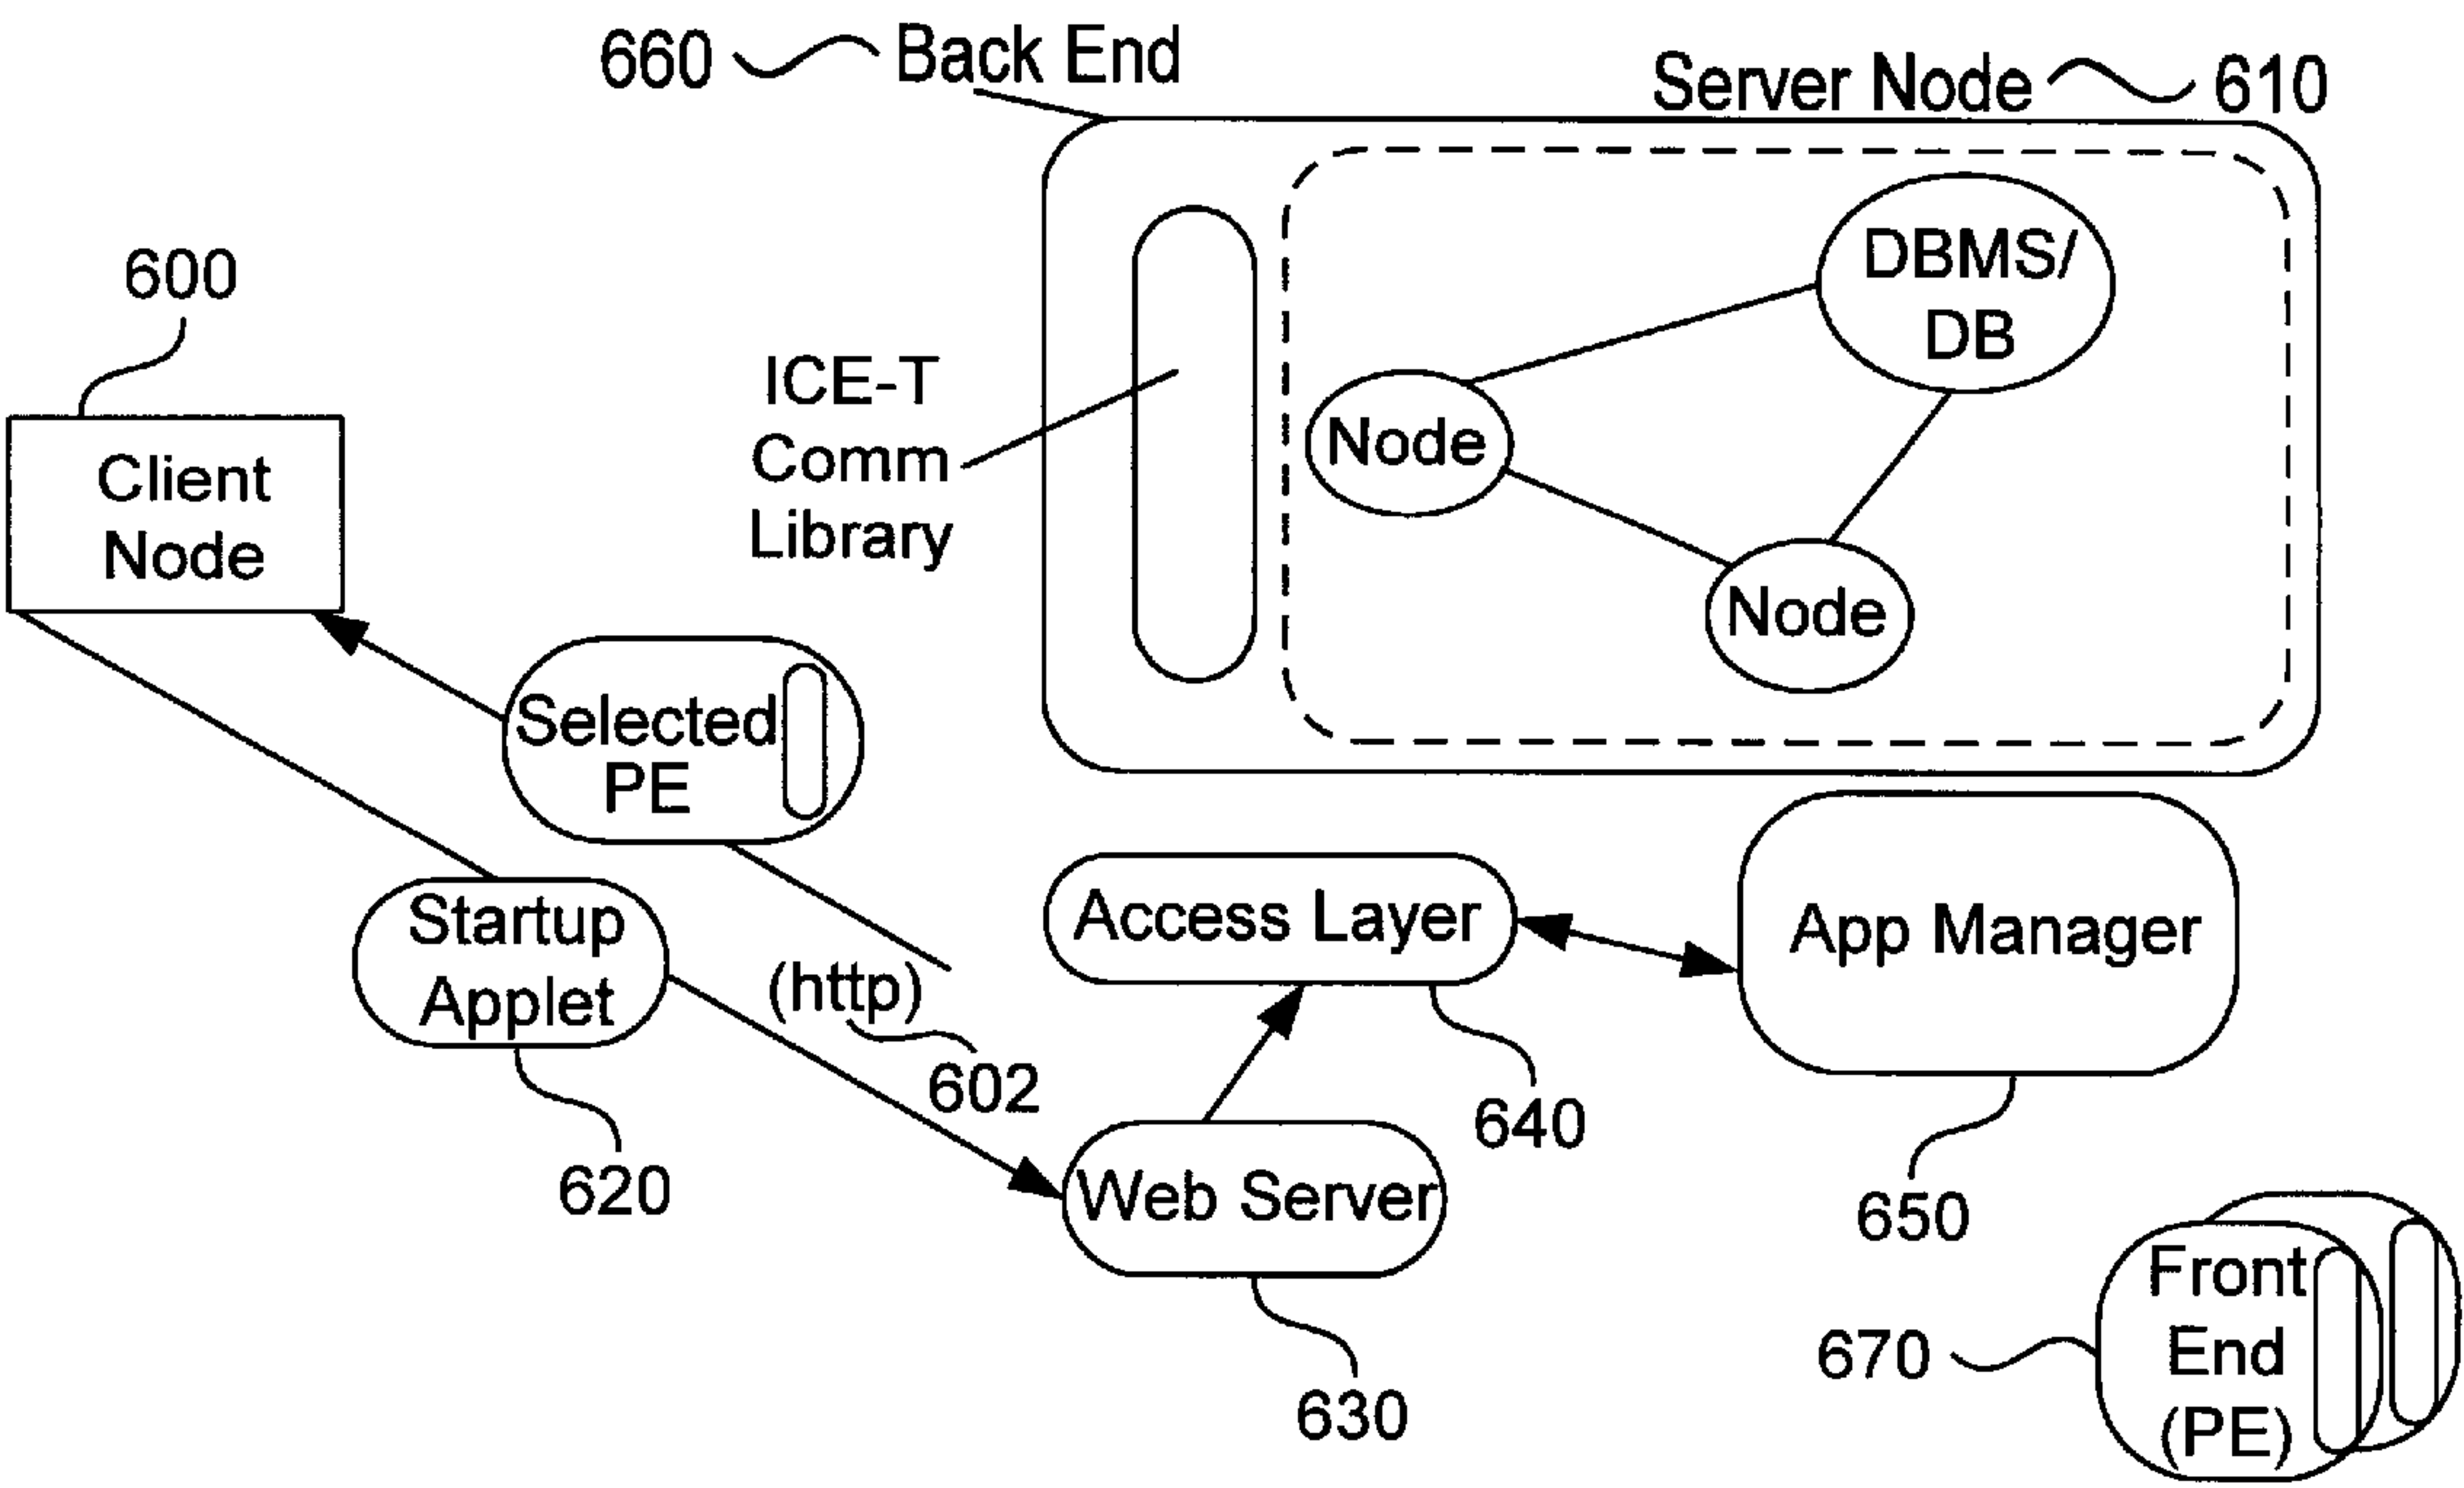 660 Back End
Server Node 610
600
DBMS/
DB
ICE-T
Comm
Library
Node
Client
Node
Node
Selected
PE
Startup
Applet
(http)
602
Access Layer
App Manager
620
640
Web Server
650
630
Front
End
(PE)
670